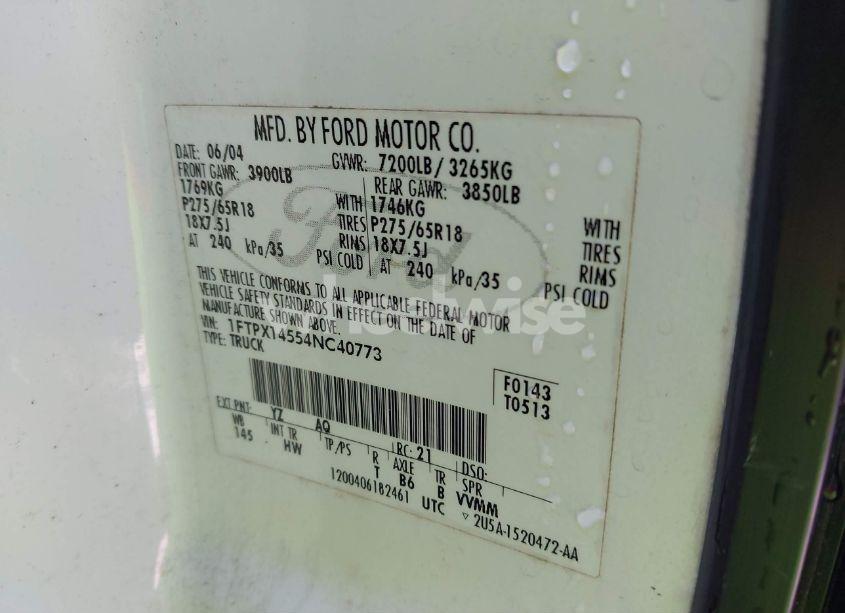 MFD. BY FORD MOTOR CO.
DATE: 06/04 GVWR: 7200LB / 3265KG
FRONT GAWR: 3900LB REAR GAWR: 3850LB
1769KG WITH 1746KG WITH
P275/65R18 TIRES P275/65R18 TIRES
18X7.5J RIMS 18X7.5J RIMS
AT 240 kPa/35 PSI COLD AT 240 kPa/35 PSI COLD
THIS VEHICLE CONFORMS TO ALL APPLICABLE FEDERAL MOTOR
VEHICLE SAFETY STANDARDS IN EFFECT ON THE DATE OF
MANUFACTURE SHOWN ABOVE.
VIN: 1FTPX14554NC40773
TYPE: TRUCK
F0143
T0513
EXT PNT: YZ AQ RC: 21 DSO:
WB INT TR TP/PS R AXLE TR SPR
145 HW T B6 B VVMM
1200406182461 UTC
2U5A-1520472-AA
Ford